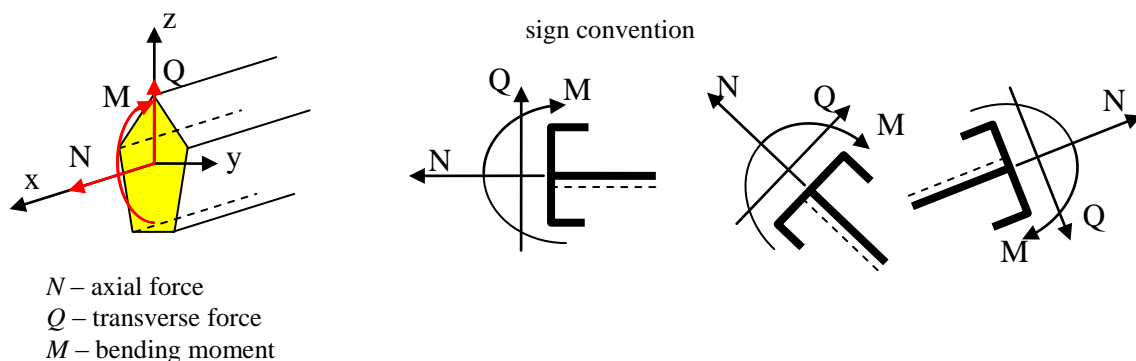 sign convention
z
Q
M
N
x
y
Q
M
N
N
Q
M
N
Q
M
N – axial force
Q – transverse force
M – bending moment